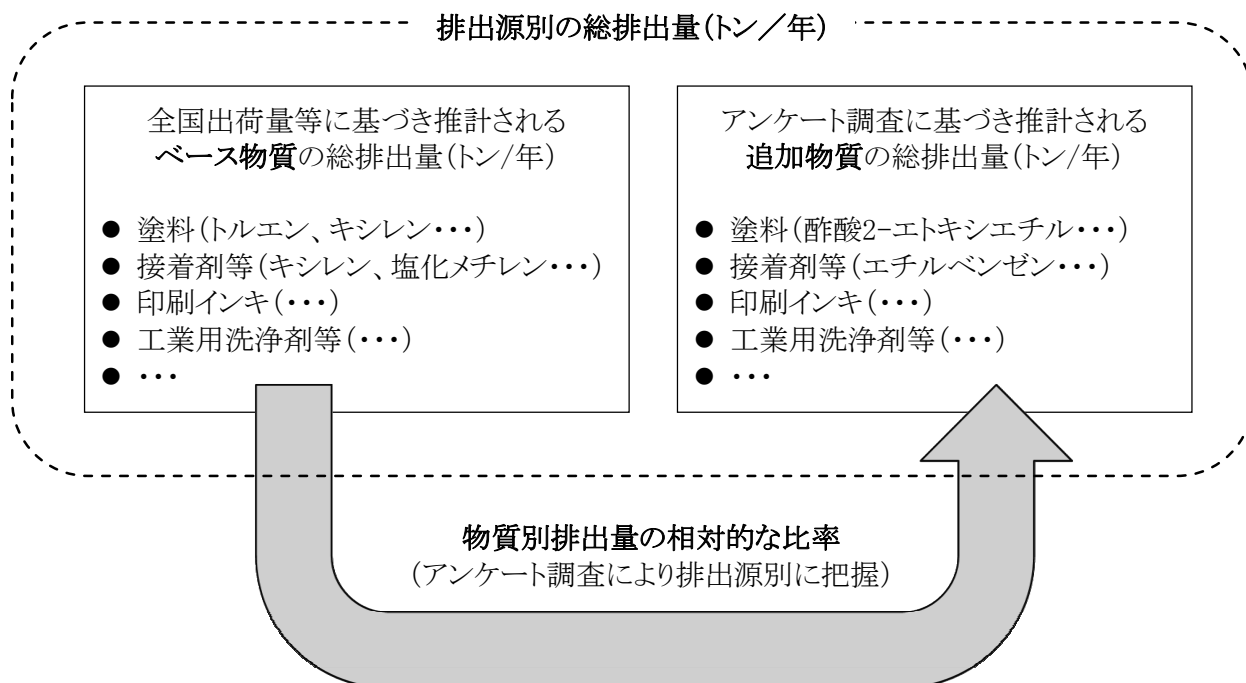 排出源別の総排出量(トン／年)
全国出荷量等に基づき推計される
ベース物質の総排出量(トン/年)
● 塗料(トルエン、キシレン･･･)
● 接着剤等(キシレン、塩化メチレン･･･)
● 印刷インキ(･･･)
● 工業用洗浄剤等(･･･)
● ･･･
アンケート調査に基づき推計される
追加物質の総排出量(トン/年)
● 塗料(酢酸2-エトキシエチル･･･)
● 接着剤等(エチルベンゼン･･･)
● 印刷インキ(･･･)
● 工業用洗浄剤等(･･･)
● ･･･
物質別排出量の相対的な比率
(アンケート調査により排出源別に把握)